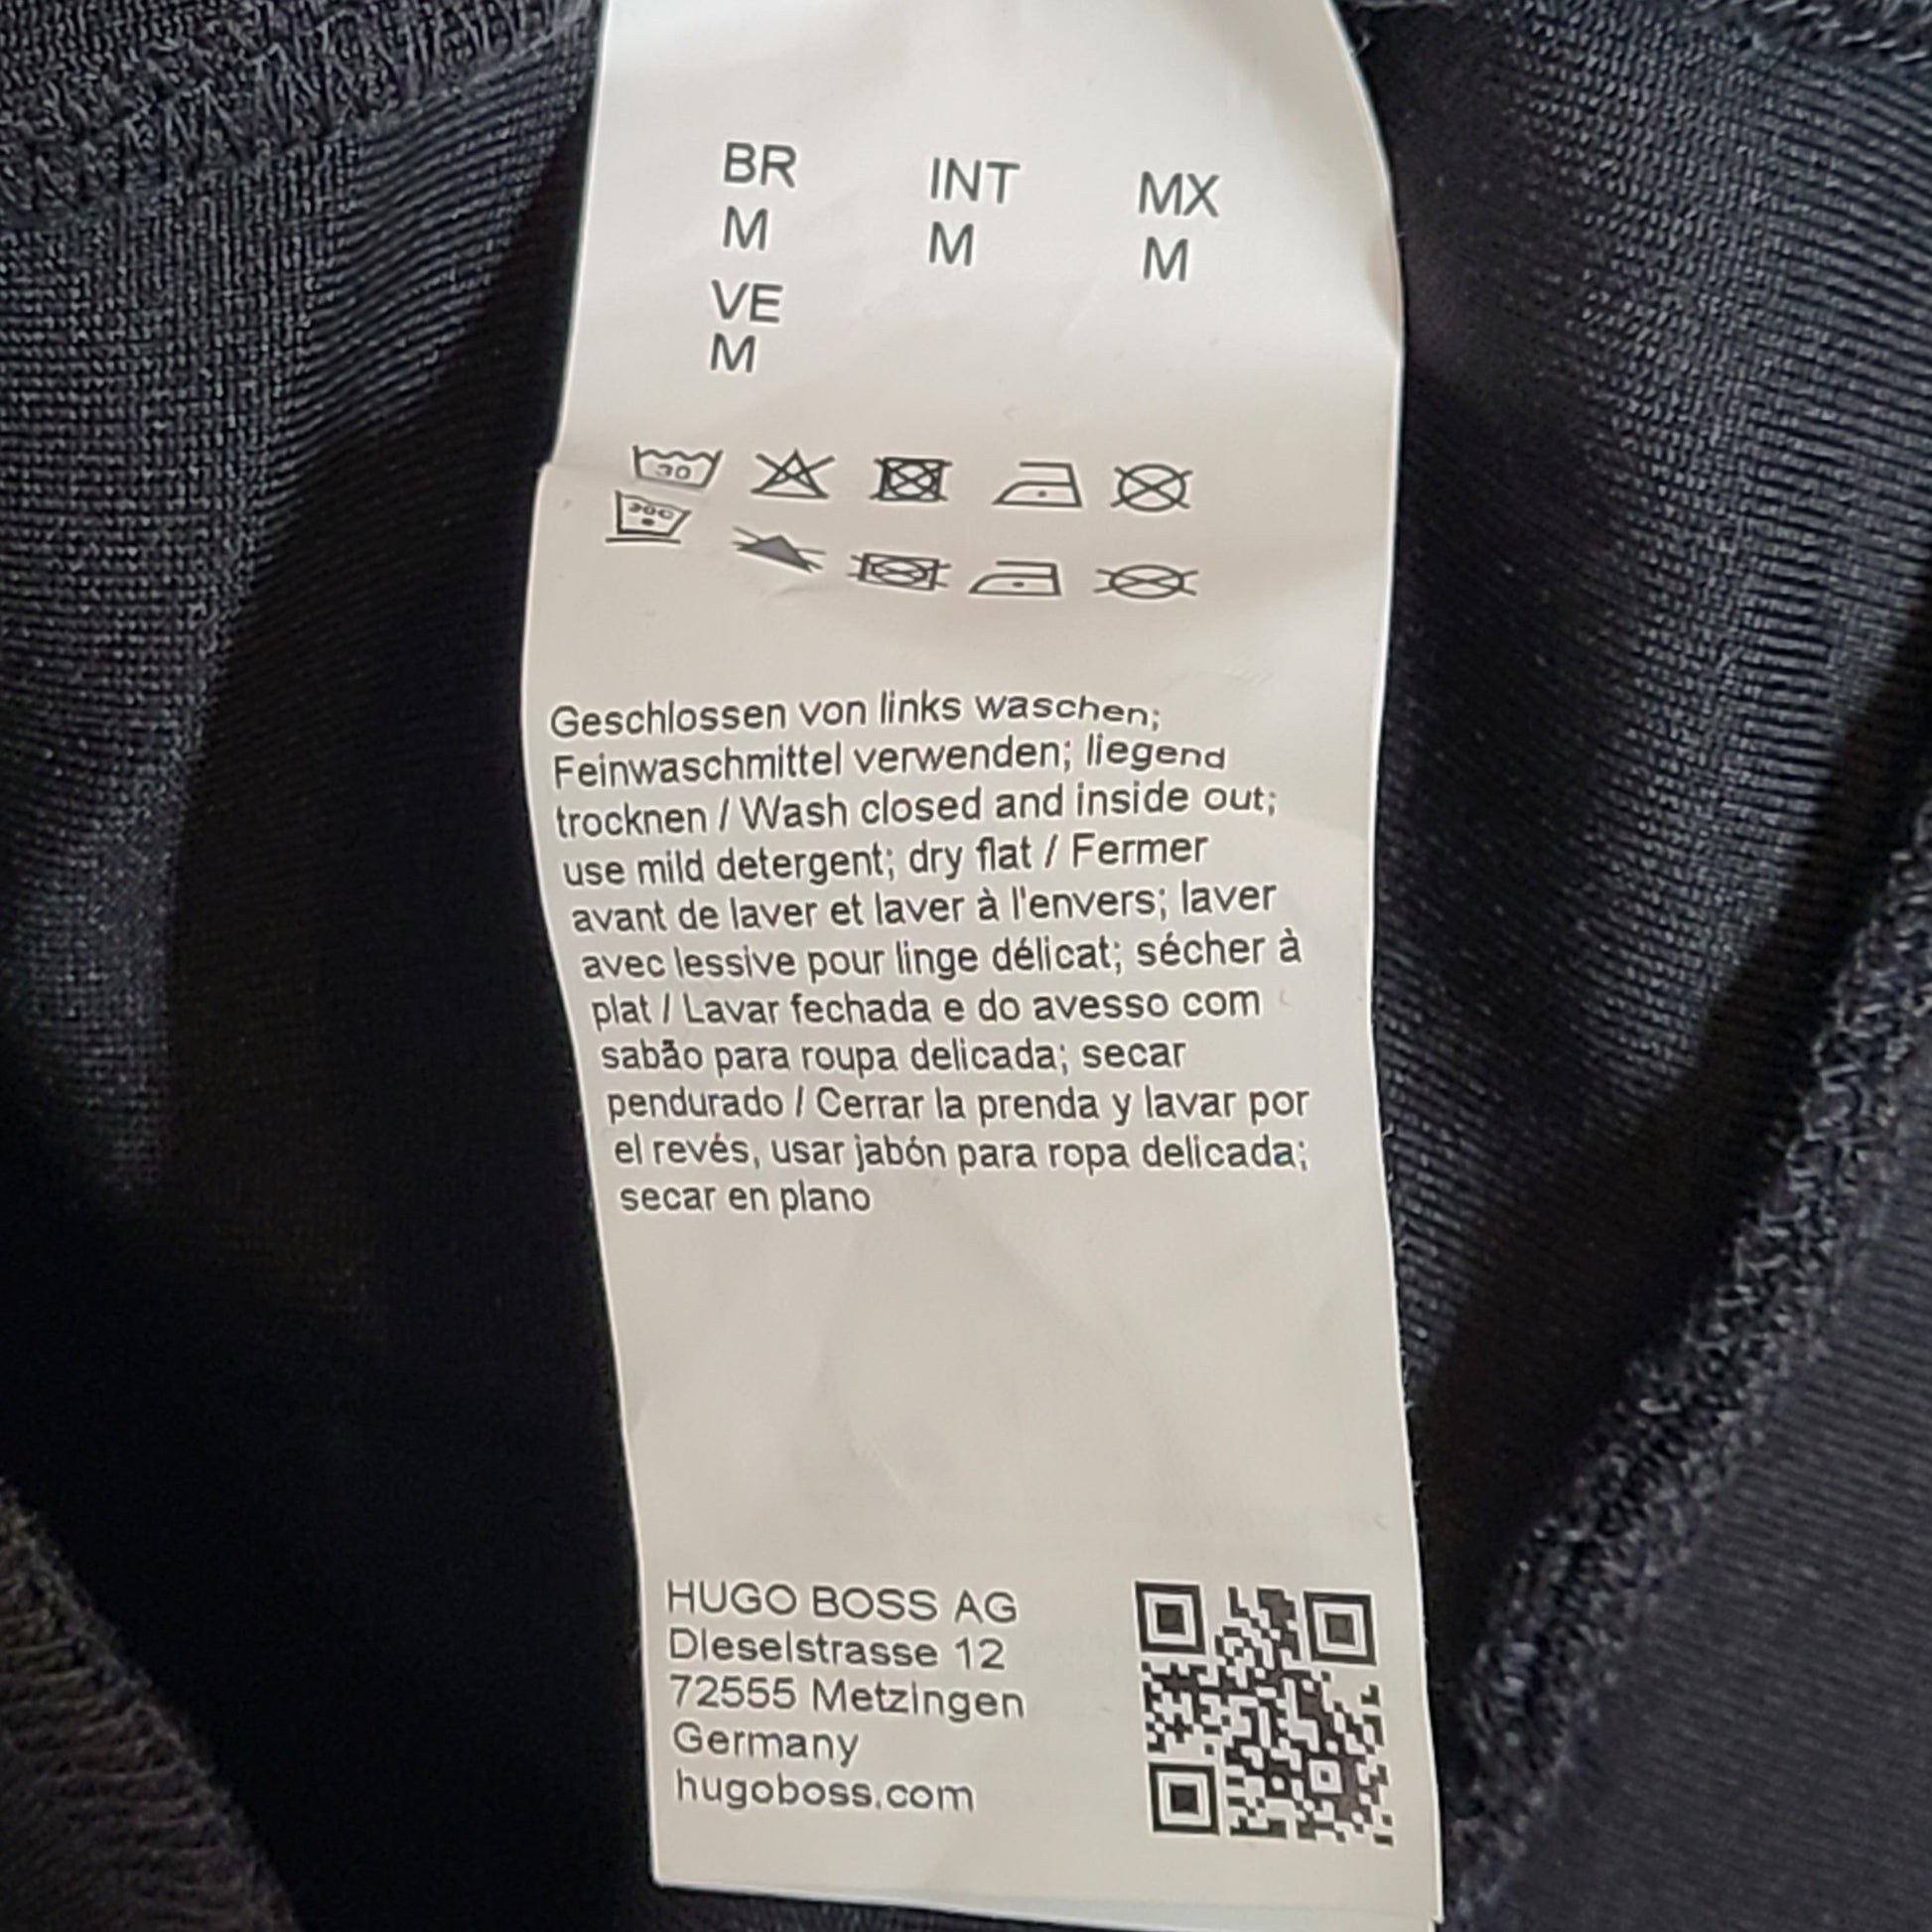 BR INT MX
M M M
VE
M
30
30C
Geschlossen von links waschen;
Feinwaschmittel verwenden; liegend
trocknen / Wash closed and inside out;
use mild detergent; dry flat / Fermer
avant de laver et laver à l'envers; laver
avec lessive pour linge délicat; sécher à
plat / Lavar fechada e do avesso com
sabão para roupa delicada; secar
pendurado / Cerrar la prenda y lavar por
el revés, usar jabón para ropa delicada;
secar en plano
HUGO BOSS AG
Dieselstrasse 12
72555 Metzingen
Germany
hugoboss.com